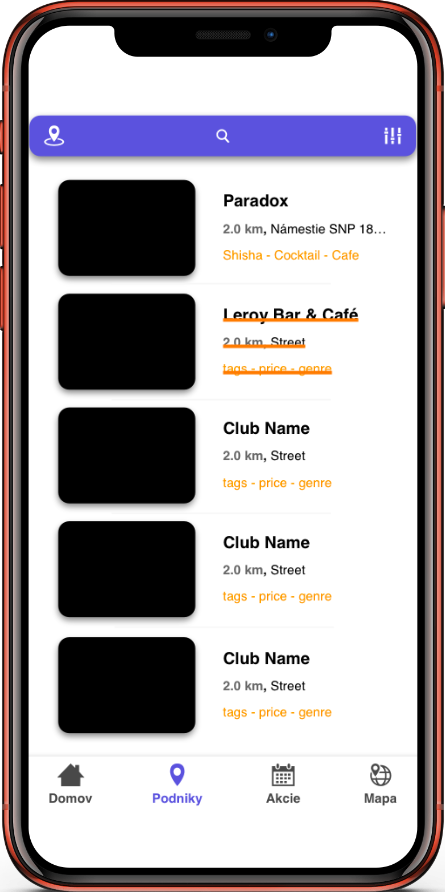 Paradox
2.0 km, Námestie SNP 18...
Shisha - Cocktail - Cafe
Leroy Bar & Café
2.0 km, Street
tags - price - genre
Club Name
2.0 km, Street
tags - price - genre
Club Name
2.0 km, Street
tags - price - genre
Club Name
2.0 km, Street
tags - price - genre
Domov Podniky Akcie Mapa